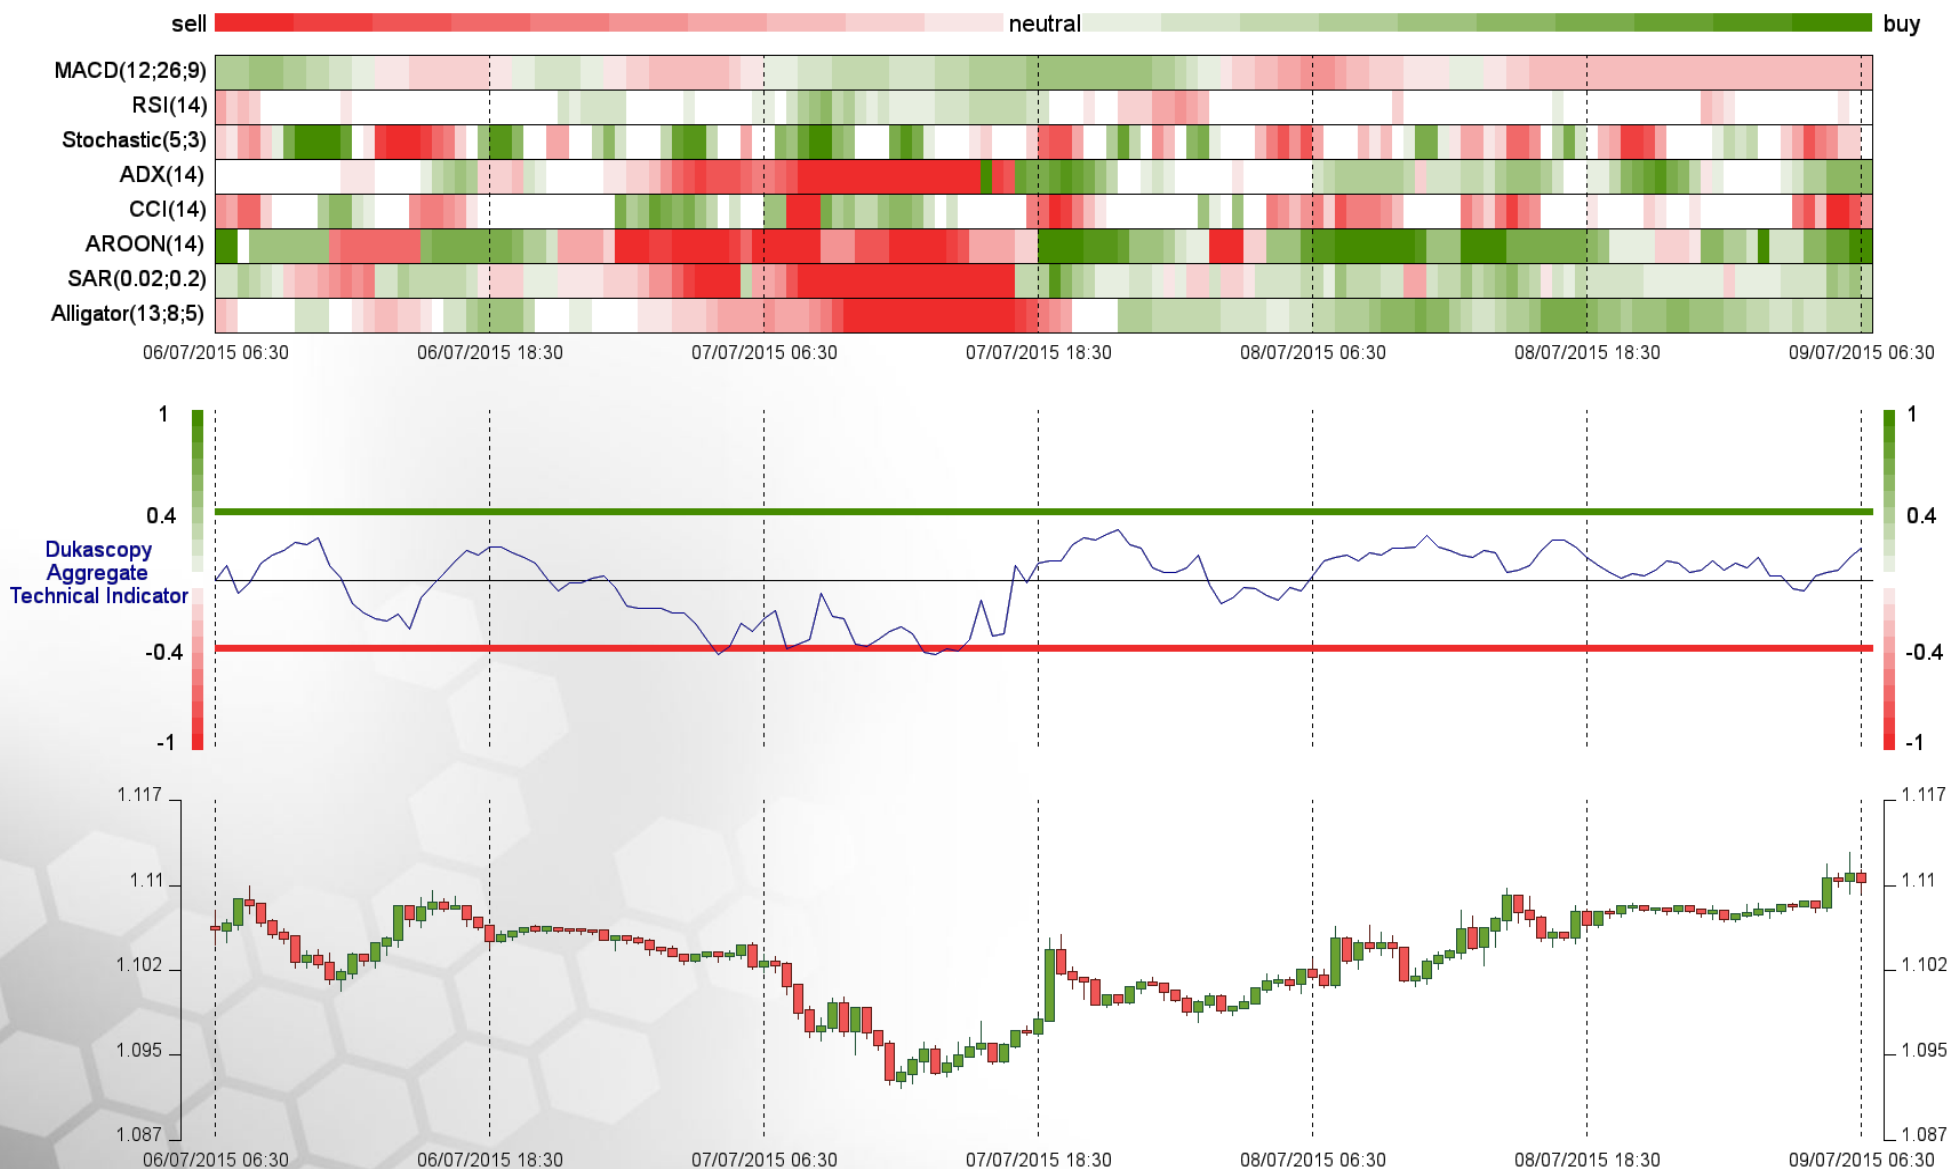 sell neutral buy
MACD(12;26;9)
RSI(14)
Stochastic(5;3)
ADX(14)
CCI(14)
AROON(14)
SAR(0.02;0.2)
Alligator(13;8;5)
06/07/2015 06:30 06/07/2015 18:30 07/07/2015 06:30 07/07/2015 18:30 08/07/2015 06:30 08/07/2015 18:30 09/07/2015 06:30
1 1
0.4 0.4
Dukascopy
Aggregate
Technical Indicator
-0.4 -0.4
-1 -1
1.117 1.117
1.11 1.11
1.102 1.102
1.095 1.095
1.087 1.087
06/07/2015 06:30 06/07/2015 18:30 07/07/2015 06:30 07/07/2015 18:30 08/07/2015 06:30 08/07/2015 18:30 09/07/2015 06:30